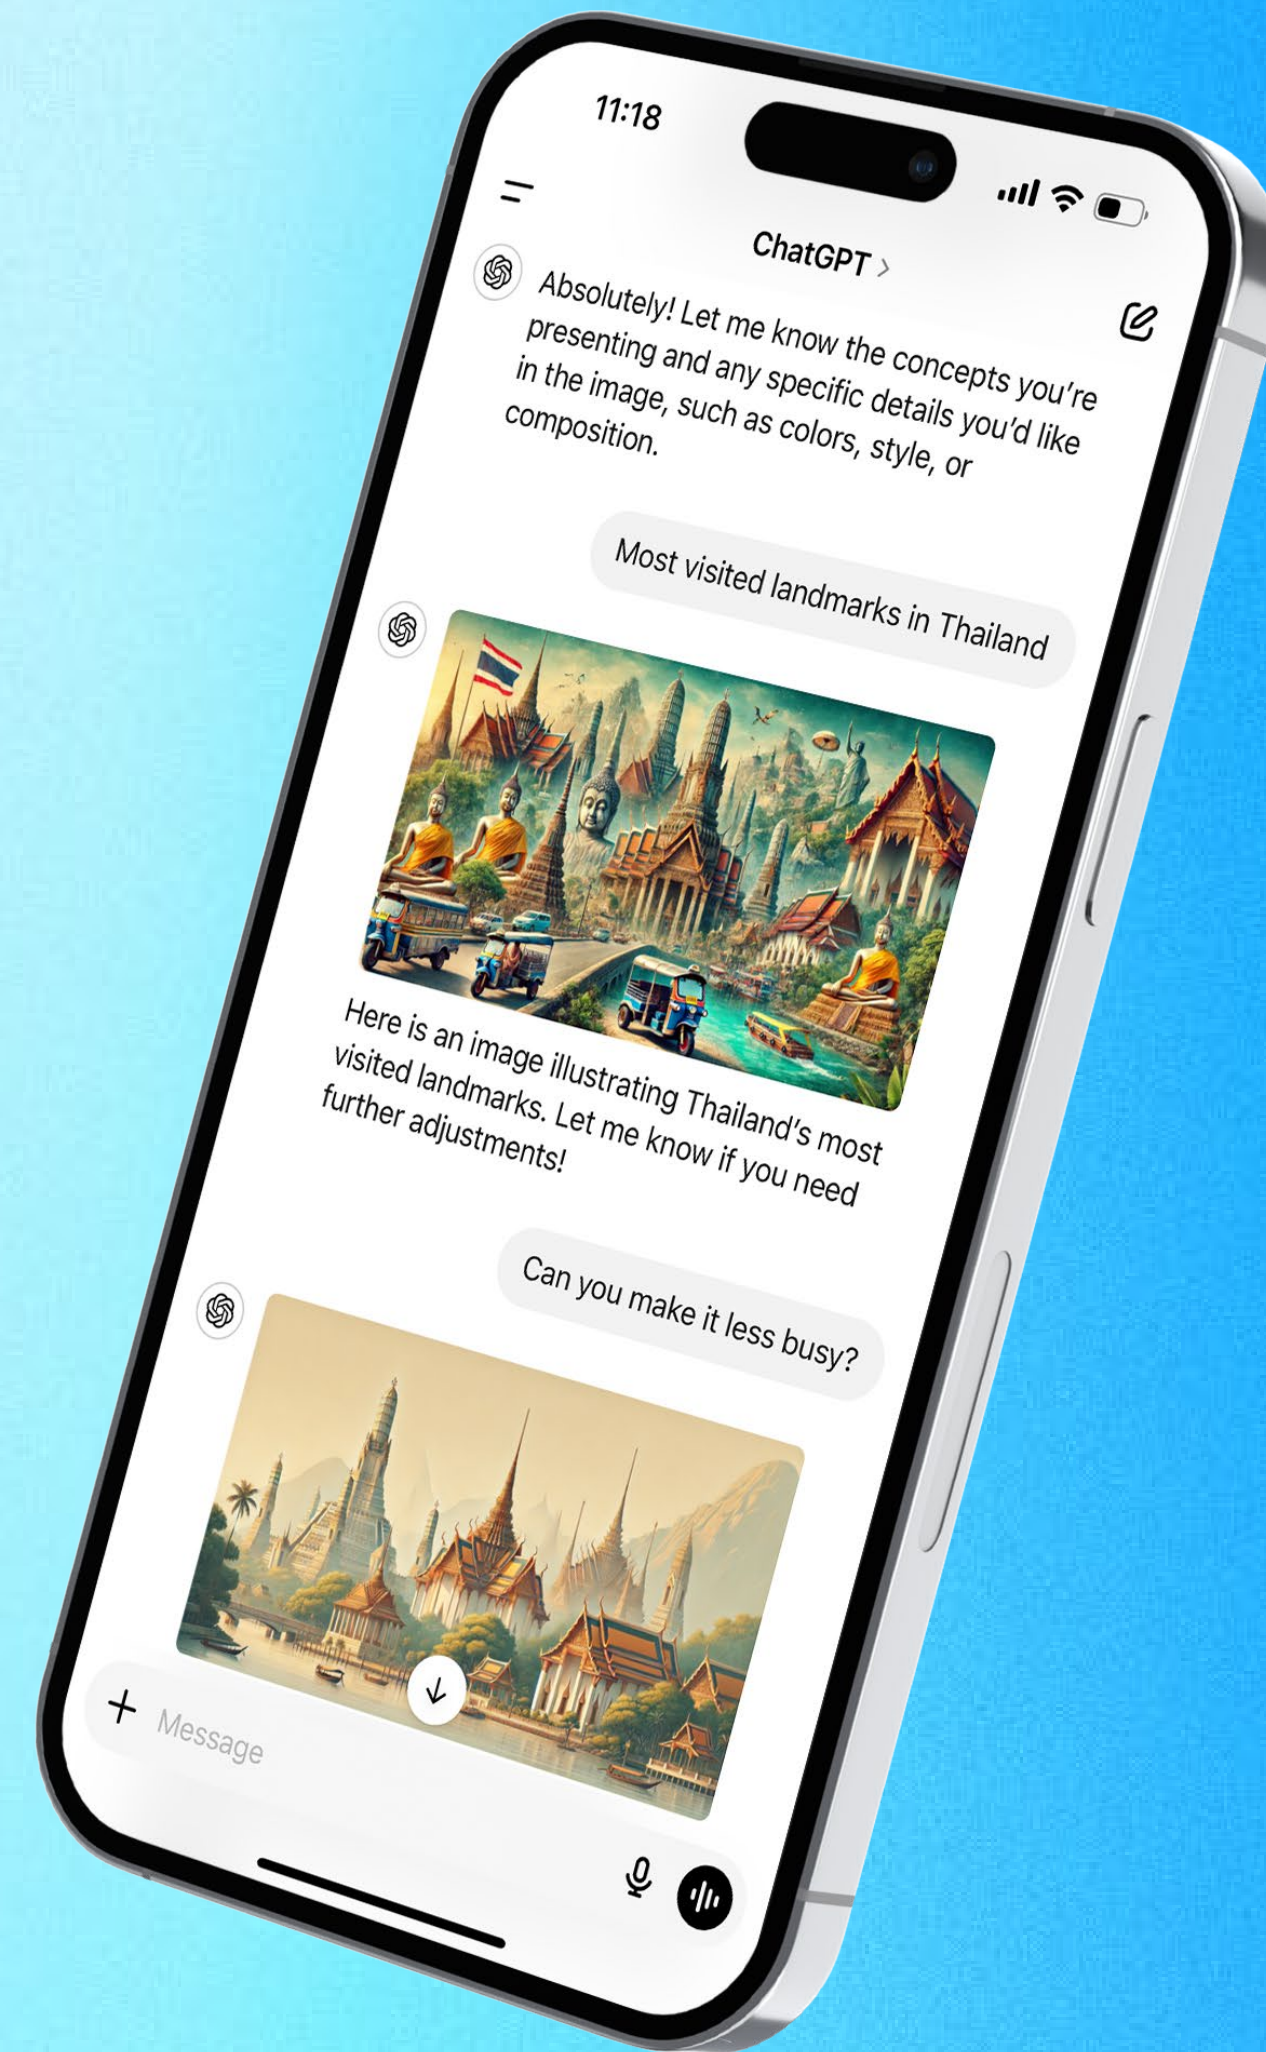 11:18
ChatGPT >
Absolutely! Let me know the concepts you're
presenting and any specific details you'd like
in the image, such as colors, style, or
composition.
Most visited landmarks in Thailand
Here is an image illustrating Thailand's most
visited landmarks. Let me know if you need
further adjustments!
Can you make it less busy?
Message